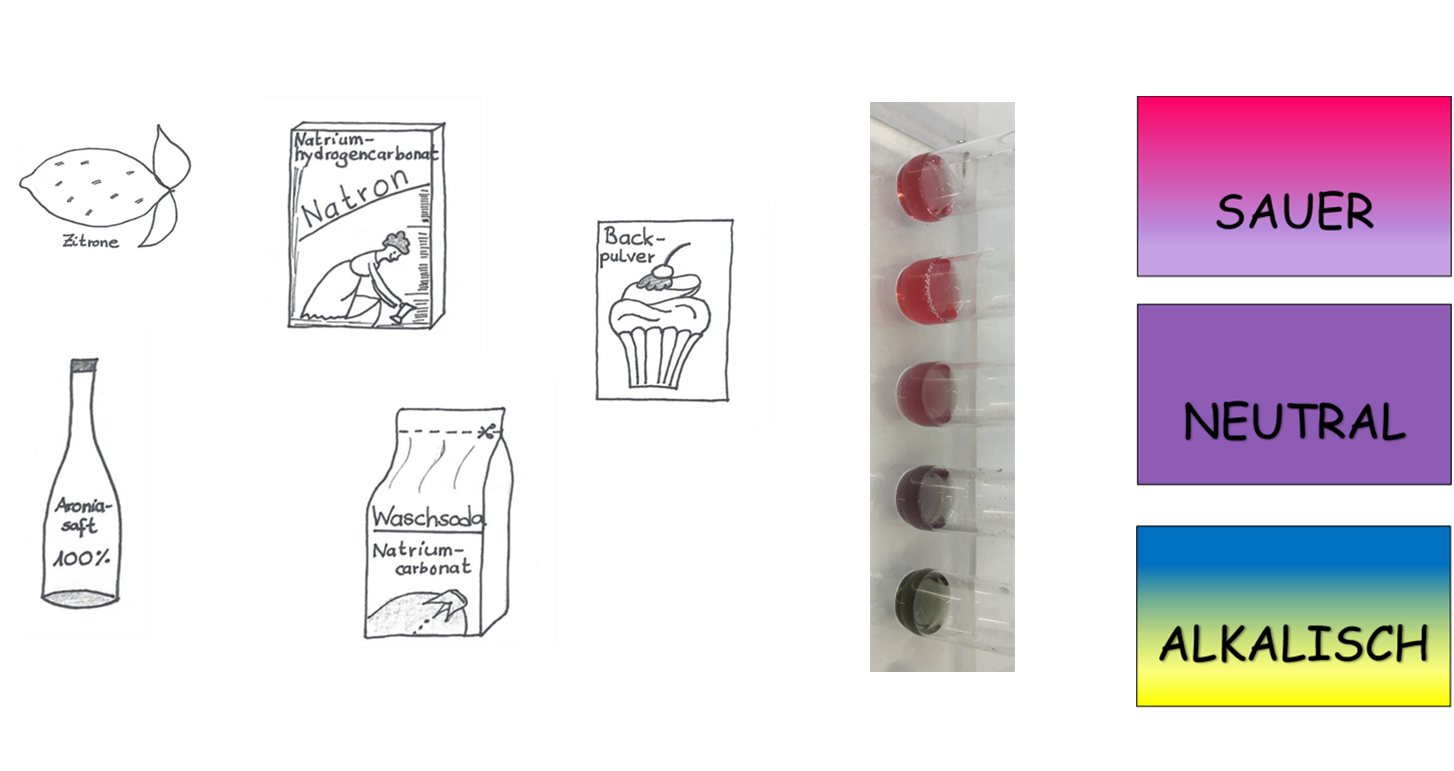 Zitrone
Natrium-
hydrogencarbonat
Natron
Back-
pulver
Aronia-
saft
100%
Waschsoda
Natrium-
carbonat
SAUER
NEUTRAL
ALKALISCH